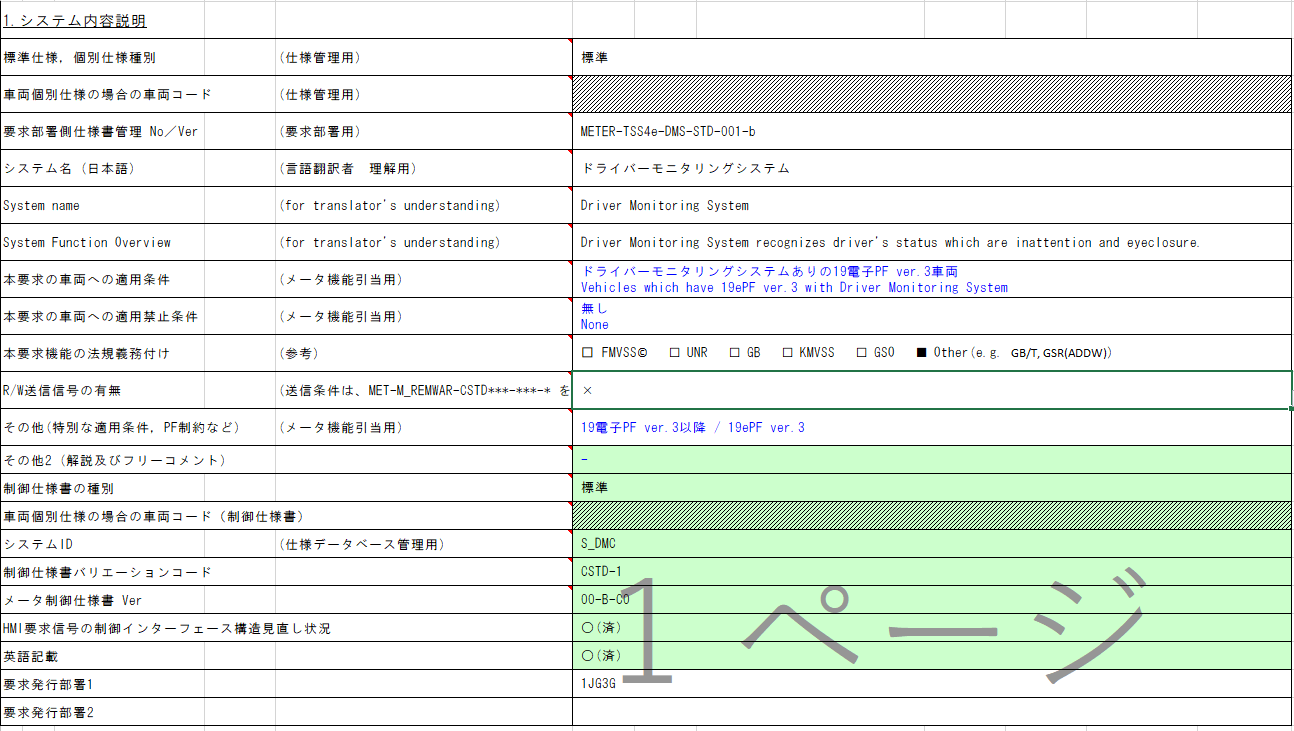 1.システム内容説明
標準仕様，個別仕様種別 (仕様管理用) 標準
車両個別仕様の場合の車両コード (仕様管理用)
要求部署側仕様書管理 No／Ver (要求部署用) METER-TSS4e-DMS-STD-001-b
システム名（日本語） (言語翻訳者　理解用) ドライバーモニタリングシステム
System name (for translator's understanding) Driver Monitoring System
System Function Overview (for translator's understanding) Driver Monitoring System recognizes driver's status which are inattention and eyeclosure.
本要求の車両への適用条件 (メータ機能引当用) ドライバーモニタリングシステムありの19電子PF ver.3車両
Vehicles which have 19ePF ver.3 with Driver Monitoring System
本要求の車両への適用禁止条件 (メータ機能引当用) 無し
None
本要求機能の法規義務付け (参考) □ FMVSS© □ UNR □ GB □ KMVSS □ GSO ■ Other(e.g. GB/T, GSR(ADDW))
R/W送信信号の有無 (送信条件は、MET-M_REMWAR-CSTD***-***-* を ×
その他(特別な適用条件，PF制約など) (メータ機能引当用) 19電子PF ver.3以降 / 19ePF ver.3
その他2（解説及びフリーコメント） -
制御仕様書の種別 標準
車両個別仕様の場合の車両コード（制御仕様書）
システムID (仕様データベース管理用) S_DMC
制御仕様書バリエーションコード CSTD-1
メータ制御仕様書 Ver 00-B-C0
HMI要求信号の制御インターフェース構造見直し状況 〇(済)
英語記載 〇(済)
要求発行部署1 1JG3G
要求発行部署2
1 ページ